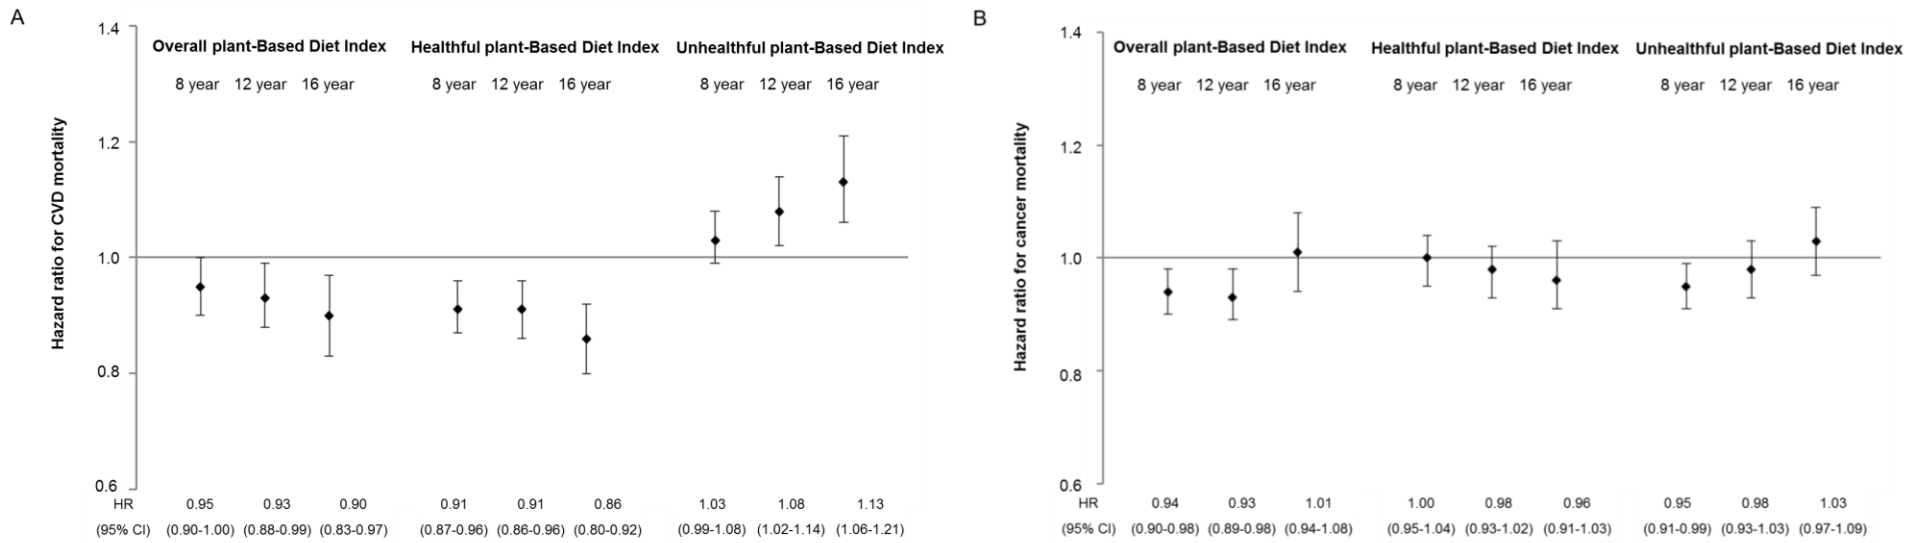 A
Hazard ratio for CVD mortality
1.4
1.2
1.0
0.8
0.6
Overall plant-Based Diet Index Healthful plant-Based Diet Index Unhealthful plant-Based Diet Index
8 year 12 year 16 year 8 year 12 year 16 year 8 year 12 year 16 year
HR 0.95 0.93 0.90 0.91 0.91 0.86 1.03 1.08 1.13
(95% CI) (0.90-1.00) (0.88-0.99) (0.83-0.97) (0.87-0.96) (0.86-0.96) (0.80-0.92) (0.99-1.08) (1.02-1.14) (1.06-1.21)
B
Hazard ratio for cancer mortality
1.4
1.2
1.0
0.8
0.6
Overall plant-Based Diet Index Healthful plant-Based Diet Index Unhealthful plant-Based Diet Index
8 year 12 year 16 year 8 year 12 year 16 year 8 year 12 year 16 year
HR 0.94 0.93 1.01 1.00 0.98 0.96 0.95 0.98 1.03
(95% CI) (0.90-0.98) (0.89-0.98) (0.94-1.08) (0.95-1.04) (0.93-1.02) (0.91-1.03) (0.91-0.99) (0.93-1.03) (0.97-1.09)